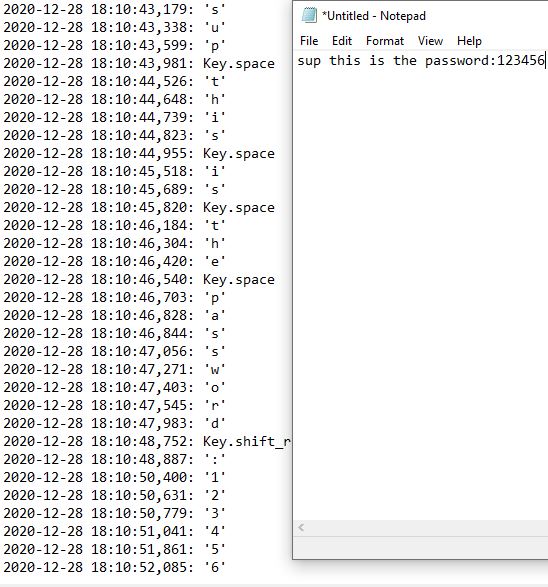 2020-12-28 18:10:43,179: 's'
2020-12-28 18:10:43,338: 'u'
2020-12-28 18:10:43,599: 'p'
2020-12-28 18:10:43,981: Key.space
2020-12-28 18:10:44,526: 't'
2020-12-28 18:10:44,648: 'h'
2020-12-28 18:10:44,739: 'i'
2020-12-28 18:10:44,823: 's'
2020-12-28 18:10:44,955: Key.space
2020-12-28 18:10:45,518: 'i'
2020-12-28 18:10:45,689: 's'
2020-12-28 18:10:45,820: Key.space
2020-12-28 18:10:46,184: 't'
2020-12-28 18:10:46,304: 'h'
2020-12-28 18:10:46,420: 'e'
2020-12-28 18:10:46,540: Key.space
2020-12-28 18:10:46,703: 'p'
2020-12-28 18:10:46,828: 'a'
2020-12-28 18:10:46,844: 's'
2020-12-28 18:10:47,056: 's'
2020-12-28 18:10:47,271: 'w'
2020-12-28 18:10:47,403: 'o'
2020-12-28 18:10:47,545: 'r'
2020-12-28 18:10:47,983: 'd'
2020-12-28 18:10:48,752: Key.shift_r
2020-12-28 18:10:48,887: ':'
2020-12-28 18:10:50,400: '1'
2020-12-28 18:10:50,631: '2'
2020-12-28 18:10:50,779: '3'
2020-12-28 18:10:51,041: '4'
2020-12-28 18:10:51,861: '5'
2020-12-28 18:10:52,085: '6'
*Untitled - Notepad
File Edit Format View Help
sup this is the password:123456